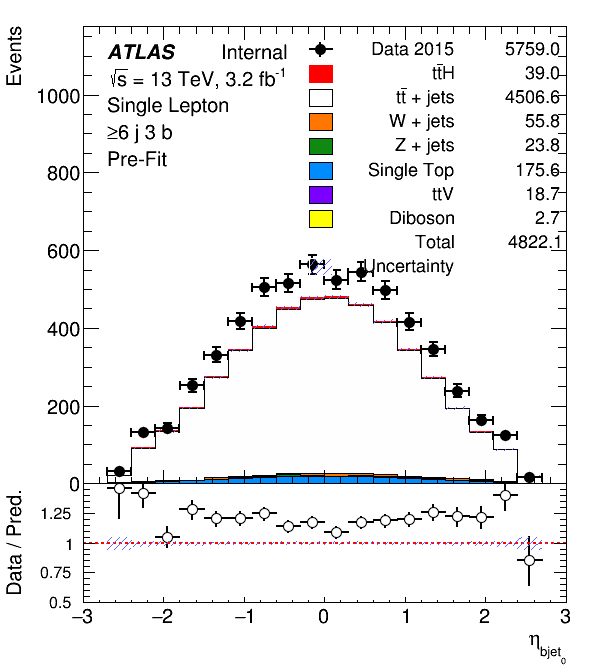 Events
ATLAS Internal
√s = 13 TeV, 3.2 fb⁻¹
Single Lepton
≥6 j 3 b
Pre-Fit
Data 2015 5759.0
tt̄H 39.0
tt̄ + jets 4506.6
W + jets 55.8
Z + jets 23.8
Single Top 175.6
ttV 18.7
Diboson 2.7
Total 4822.1
Uncertainty
1000
800
600
400
200
0
Data / Pred.
1.25
1
0.75
0.5
−3 −2 −1 0 1 2 3
η_bjet_0